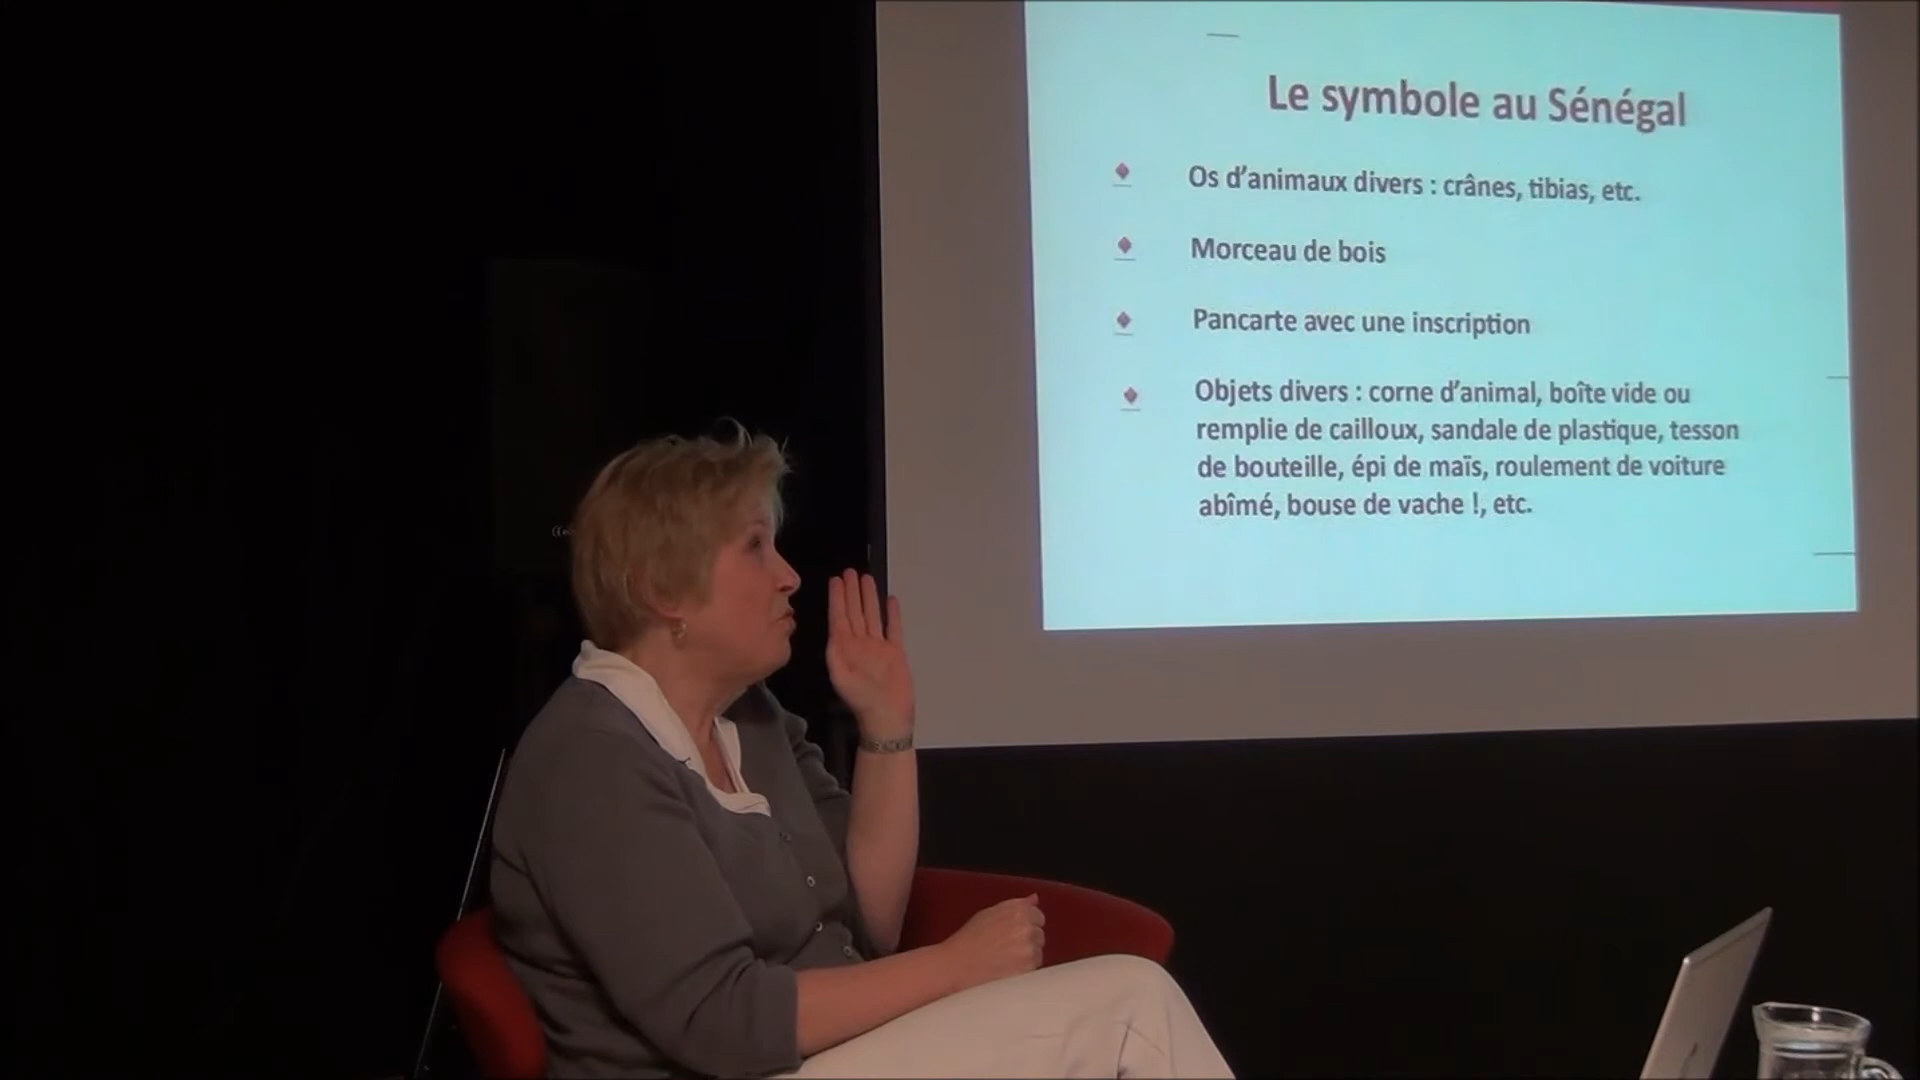 Le symbole au Sénégal
Os d'animaux divers : crânes, tibias, etc.
Morceau de bois
Pancarte avec une inscription
Objets divers : corne d'animal, boîte vide ou
remplie de cailloux, sandale de plastique, tesson
de bouteille, épi de maïs, roulement de voiture
abîmé, bouse de vache !, etc.